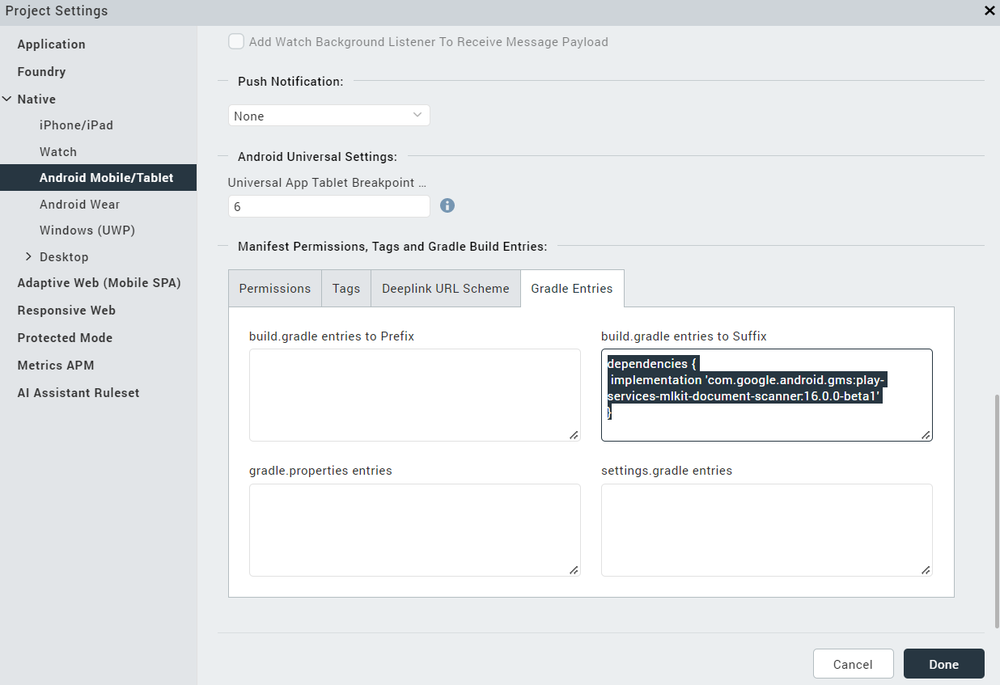 Project Settings
Application
Foundry
Native
iPhone/iPad
Watch
Android Mobile/Tablet
Android Wear
Windows (UWP)
Desktop
Adaptive Web (Mobile SPA)
Responsive Web
Protected Mode
Metrics APM
AI Assistant Ruleset
Add Watch Background Listener To Receive Message Payload
Push Notification:
None
Android Universal Settings:
Universal App Tablet Breakpoint ...
6
Manifest Permissions, Tags and Gradle Build Entries:
Permissions Tags Deeplink URL Scheme Gradle Entries
build.gradle entries to Prefix
build.gradle entries to Suffix
dependencies {
implementation 'com.google.android.gms:play-
services-mlkit-document-scanner:16.0.0-beta1'
}
gradle.properties entries
settings.gradle entries
Cancel Done